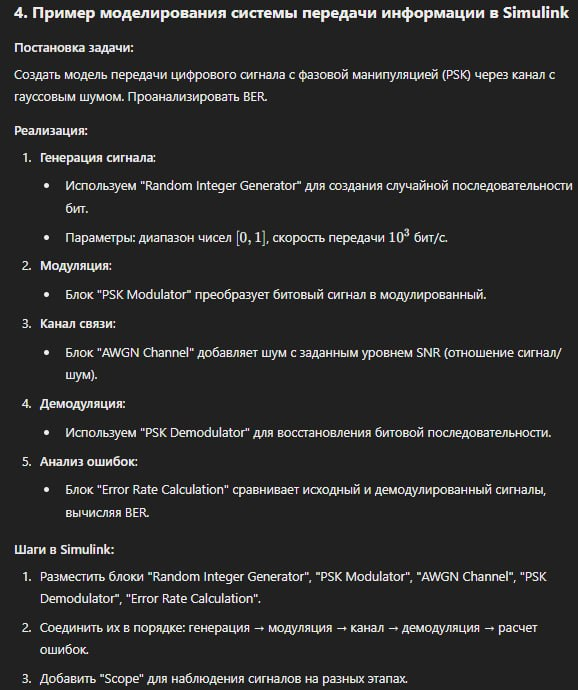 4. Пример моделирования системы передачи информации в Simulink
Постановка задачи:
Создать модель передачи цифрового сигнала с фазовой манипуляцией (PSK) через канал с
гауссовым шумом. Проанализировать BER.
Реализация:
1. Генерация сигнала:
• Используем "Random Integer Generator" для создания случайной последовательности
бит.
• Параметры: диапазон чисел [0, 1], скорость передачи 10³ бит/с.
2. Модуляция:
• Блок "PSK Modulator" преобразует битовый сигнал в модулированный.
3. Канал связи:
• Блок "AWGN Channel" добавляет шум с заданным уровнем SNR (отношение сигнал/
шум).
4. Демодуляция:
• Используем "PSK Demodulator" для восстановления битовой последовательности.
5. Анализ ошибок:
• Блок "Error Rate Calculation" сравнивает исходный и демодулированный сигналы,
вычисляя BER.
Шаги в Simulink:
1. Разместить блоки "Random Integer Generator", "PSK Modulator", "AWGN Channel", "PSK
Demodulator", "Error Rate Calculation".
2. Соединить их в порядке: генерация → модуляция → канал → демодуляция → расчет
ошибок.
3. Добавить "Scope" для наблюдения сигналов на разных этапах.